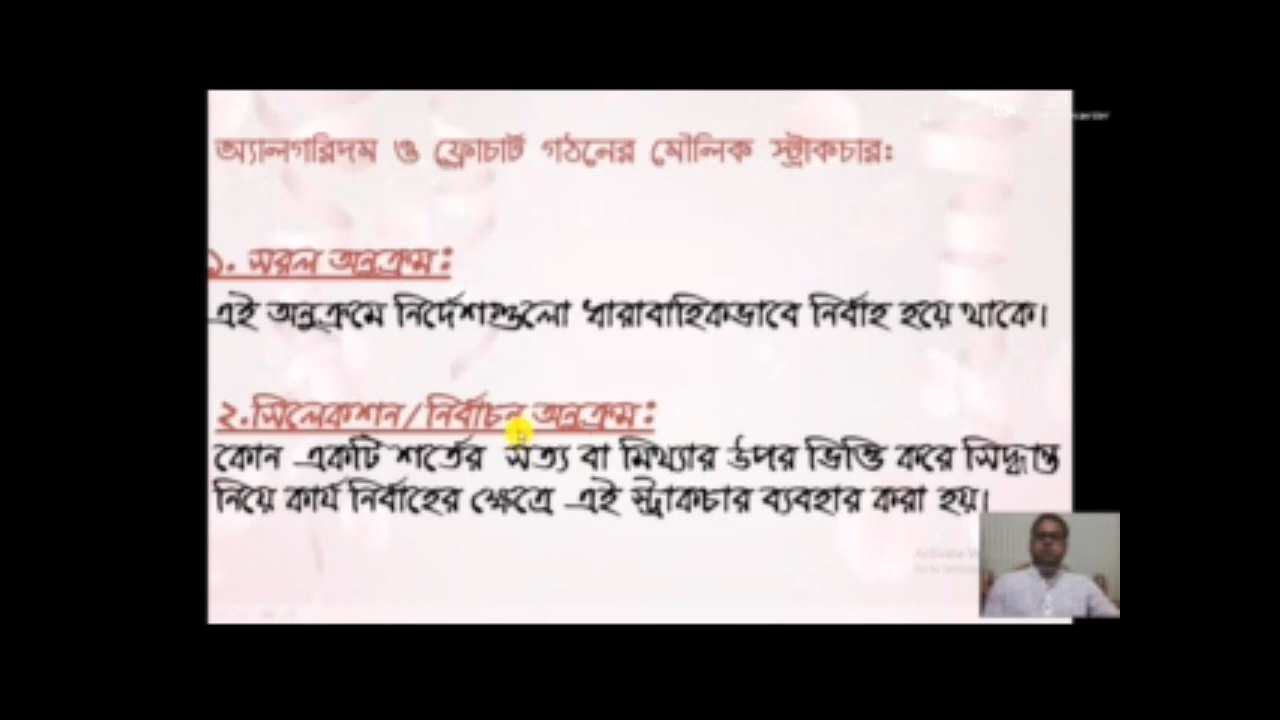 অ্যালগরিদম ও ফ্লোচার্ট গঠনের মৌলিক স্ট্রাকচারঃ
১. সরল অনুক্রম:
এই অনুক্রমে নির্দেশগুলো ধারাবাহিকভাবে নির্বাহ হয়ে থাকে।
২.সিলেকশন/নির্বাচন অনুক্রম:
কোন একটি শর্তের সত্য বা মিথ্যার উপর ভিত্তি করে সিদ্ধান্ত
নিয়ে কার্য নির্বাহের ক্ষেত্রে এই স্ট্রাকচার ব্যবহার করা হয়।
Activate